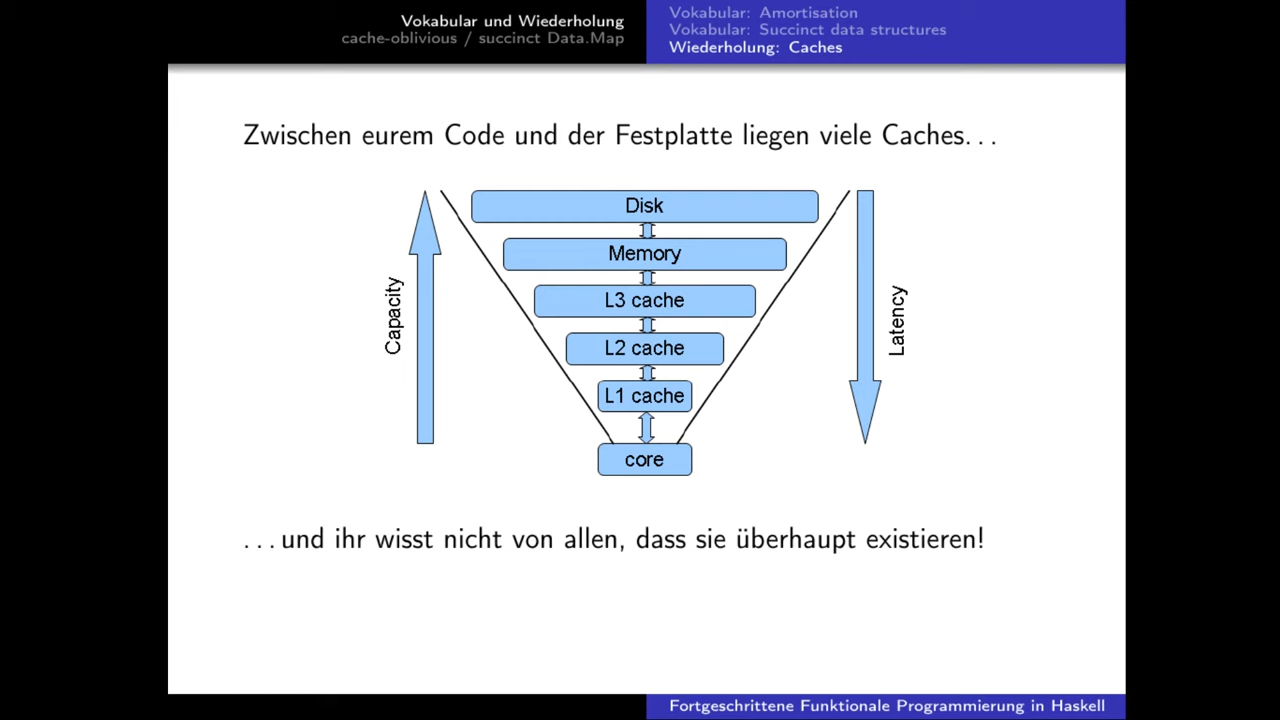 Vokabular und Wiederholung
cache-oblivious / succinct Data.Map
Vokabular: Amortisation
Vokabular: Succinct data structures
Wiederholung: Caches
Zwischen eurem Code und der Festplatte liegen viele Caches...
Disk
Memory
L3 cache
L2 cache
L1 cache
core
Capacity
Latency
...und ihr wisst nicht von allen, dass sie überhaupt existieren!
Fortgeschrittene Funktionale Programmierung in Haskell